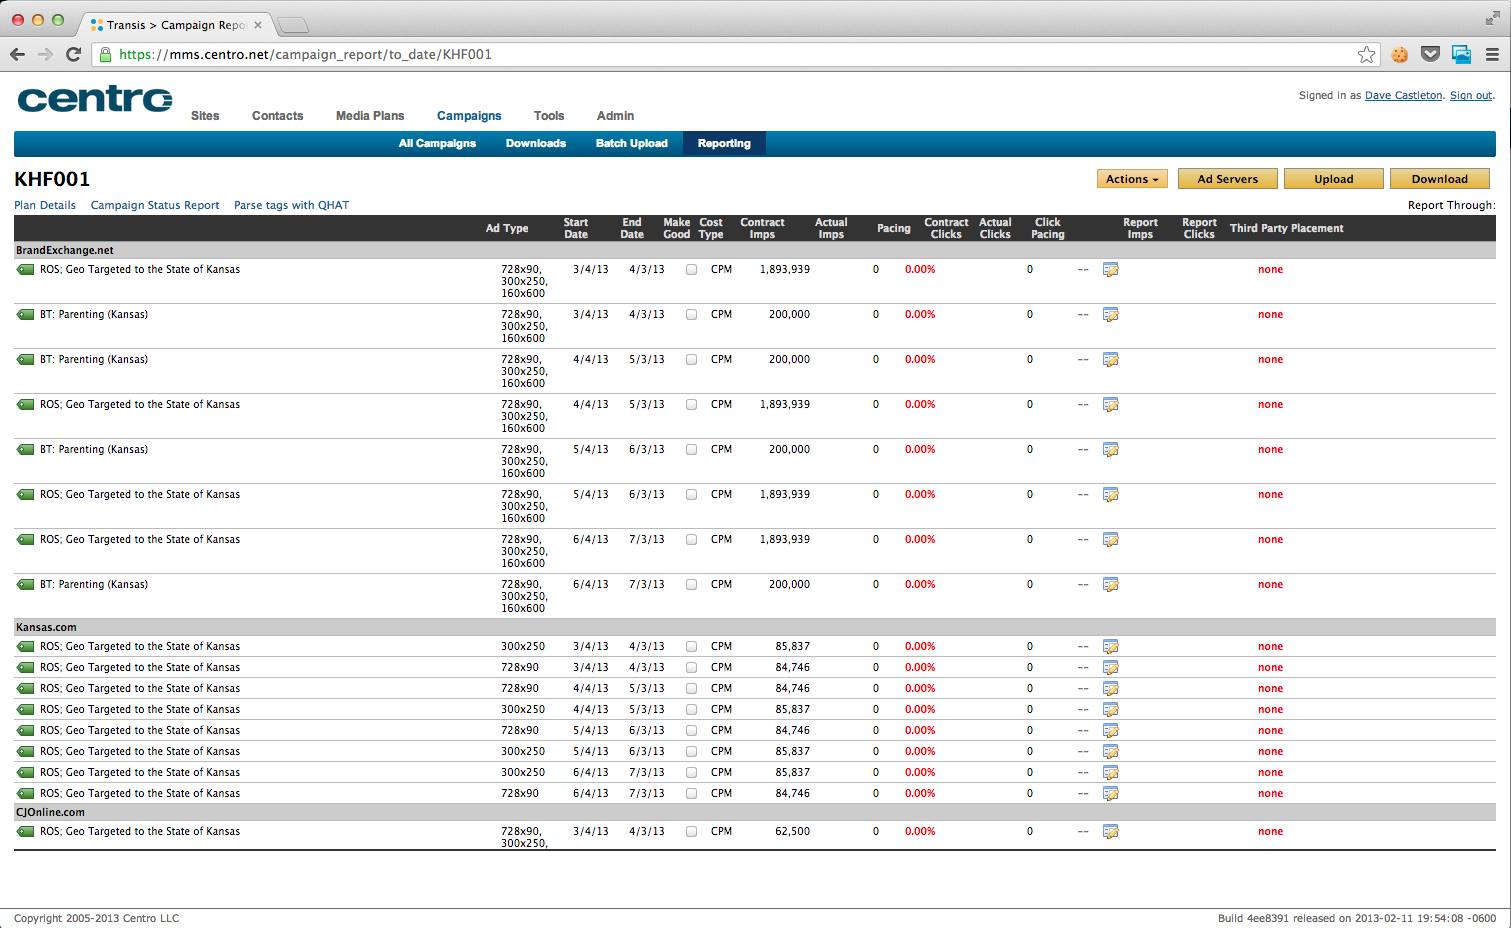 Transis > Campaign Repo
https://mms.centro.net/campaign_report/to_date/KHF001
centro
Sites Contacts Media Plans Campaigns Tools Admin
Signed in as Dave Castleton. Sign out.
All Campaigns Downloads Batch Upload Reporting
KHF001
Actions Ad Servers Upload Download
Plan Details Campaign Status Report Parse tags with QHAT Report Through:
Ad Type Start Date End Date Make Good Cost Type Contract Imps Actual Imps Pacing Contract Clicks Actual Clicks Click Pacing Report Imps Report Clicks Third Party Placement
BrandExchange.net
ROS; Geo Targeted to the State of Kansas 728x90, 300x250, 160x600 3/4/13 4/3/13 CPM 1,893,939 0 0.00% 0 -- none
BT: Parenting (Kansas) 728x90, 300x250, 160x600 3/4/13 4/3/13 CPM 200,000 0 0.00% 0 -- none
BT: Parenting (Kansas) 728x90, 300x250, 160x600 4/4/13 5/3/13 CPM 200,000 0 0.00% 0 -- none
ROS; Geo Targeted to the State of Kansas 728x90, 300x250, 160x600 4/4/13 5/3/13 CPM 1,893,939 0 0.00% 0 -- none
BT: Parenting (Kansas) 728x90, 300x250, 160x600 5/4/13 6/3/13 CPM 200,000 0 0.00% 0 -- none
ROS; Geo Targeted to the State of Kansas 728x90, 300x250, 160x600 5/4/13 6/3/13 CPM 1,893,939 0 0.00% 0 -- none
ROS; Geo Targeted to the State of Kansas 728x90, 300x250, 160x600 6/4/13 7/3/13 CPM 1,893,939 0 0.00% 0 -- none
BT: Parenting (Kansas) 728x90, 300x250, 160x600 6/4/13 7/3/13 CPM 200,000 0 0.00% 0 -- none
Kansas.com
ROS; Geo Targeted to the State of Kansas 300x250 3/4/13 4/3/13 CPM 85,837 0 0.00% 0 -- none
ROS; Geo Targeted to the State of Kansas 728x90 3/4/13 4/3/13 CPM 84,746 0 0.00% 0 -- none
ROS; Geo Targeted to the State of Kansas 728x90 4/4/13 5/3/13 CPM 84,746 0 0.00% 0 -- none
ROS; Geo Targeted to the State of Kansas 300x250 4/4/13 5/3/13 CPM 85,837 0 0.00% 0 -- none
ROS; Geo Targeted to the State of Kansas 728x90 5/4/13 6/3/13 CPM 84,746 0 0.00% 0 -- none
ROS; Geo Targeted to the State of Kansas 300x250 5/4/13 6/3/13 CPM 85,837 0 0.00% 0 -- none
ROS; Geo Targeted to the State of Kansas 300x250 6/4/13 7/3/13 CPM 85,837 0 0.00% 0 -- none
ROS; Geo Targeted to the State of Kansas 728x90 6/4/13 7/3/13 CPM 84,746 0 0.00% 0 -- none
CJOnline.com
ROS; Geo Targeted to the State of Kansas 728x90, 300x250, 3/4/13 4/3/13 CPM 62,500 0 0.00% 0 -- none
Copyright 2005-2013 Centro LLC
Build 4ee8391 released on 2013-02-11 19:54:08 -0600